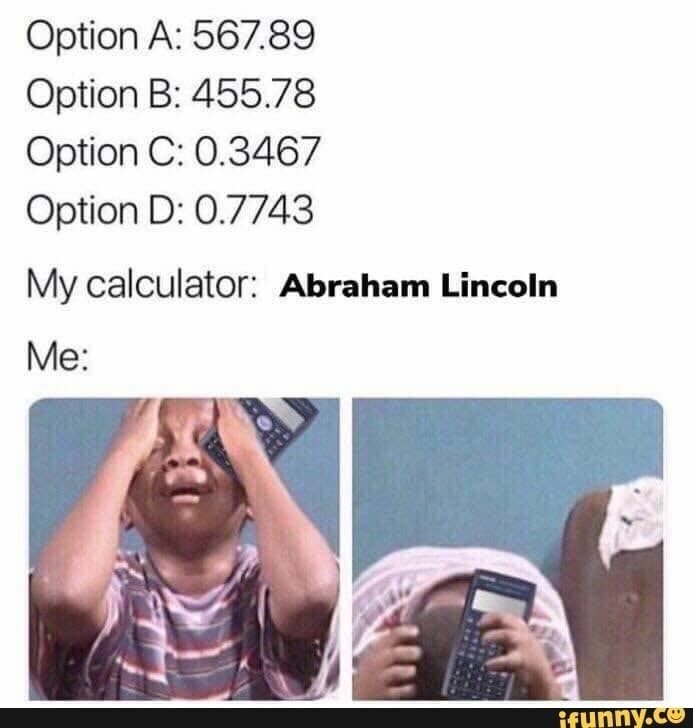 Option A: 567.89
Option B: 455.78
Option C: 0.3467
Option D: 0.7743
My calculator: Abraham Lincoln
Me:
ifunny.co